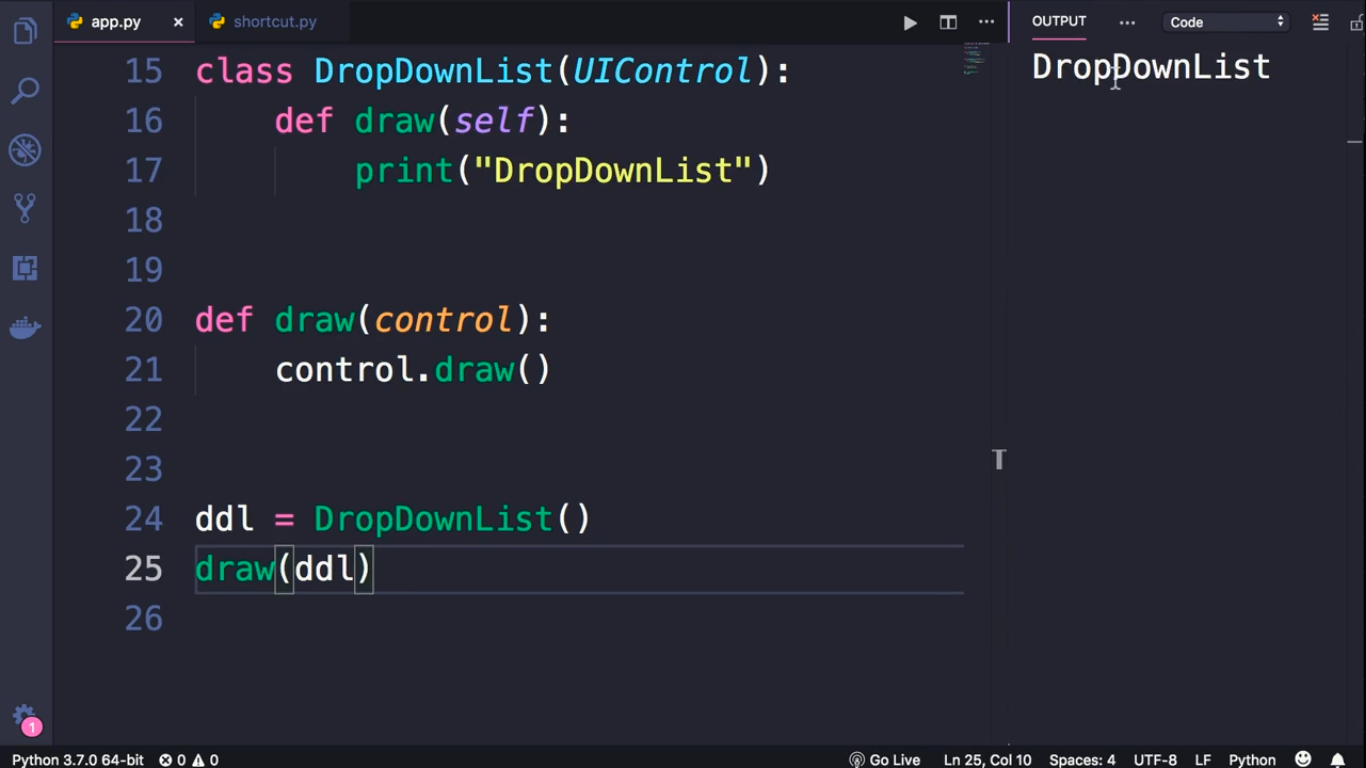 app.py × shortcut.py OUTPUT ... Code
15 class DropDownList(UIControl):
16     def draw(self):
17         print("DropDownList")
18
19
20 def draw(control):
21     control.draw()
22
23
24 ddl = DropDownList()
25 draw(ddl)
26
DropDownList
T
1
Python 3.7.0 64-bit 0 0 Go Live Ln 25, Col 10 Spaces: 4 UTF-8 LF Python